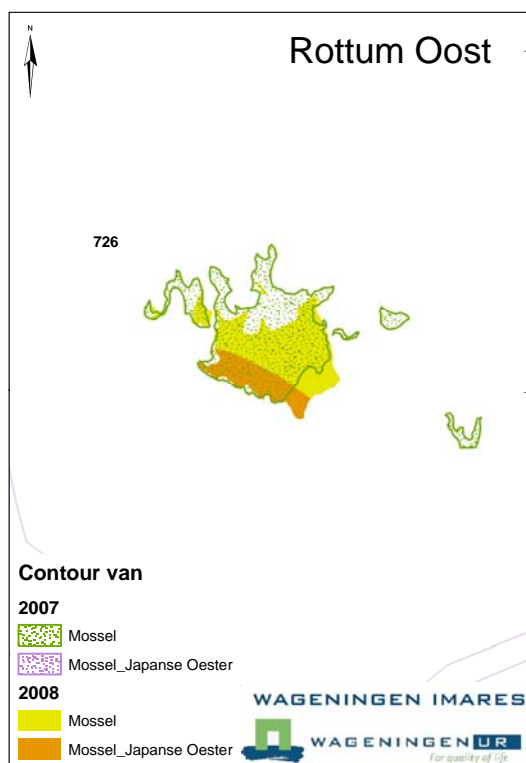 N
Rottum Oost
726
Contour van
2007
Mossel
Mossel_Japanse Oester
2008
Mossel
Mossel_Japanse Oester
WAGENINGEN IMARES
WAGENINGEN UR
For quality of life